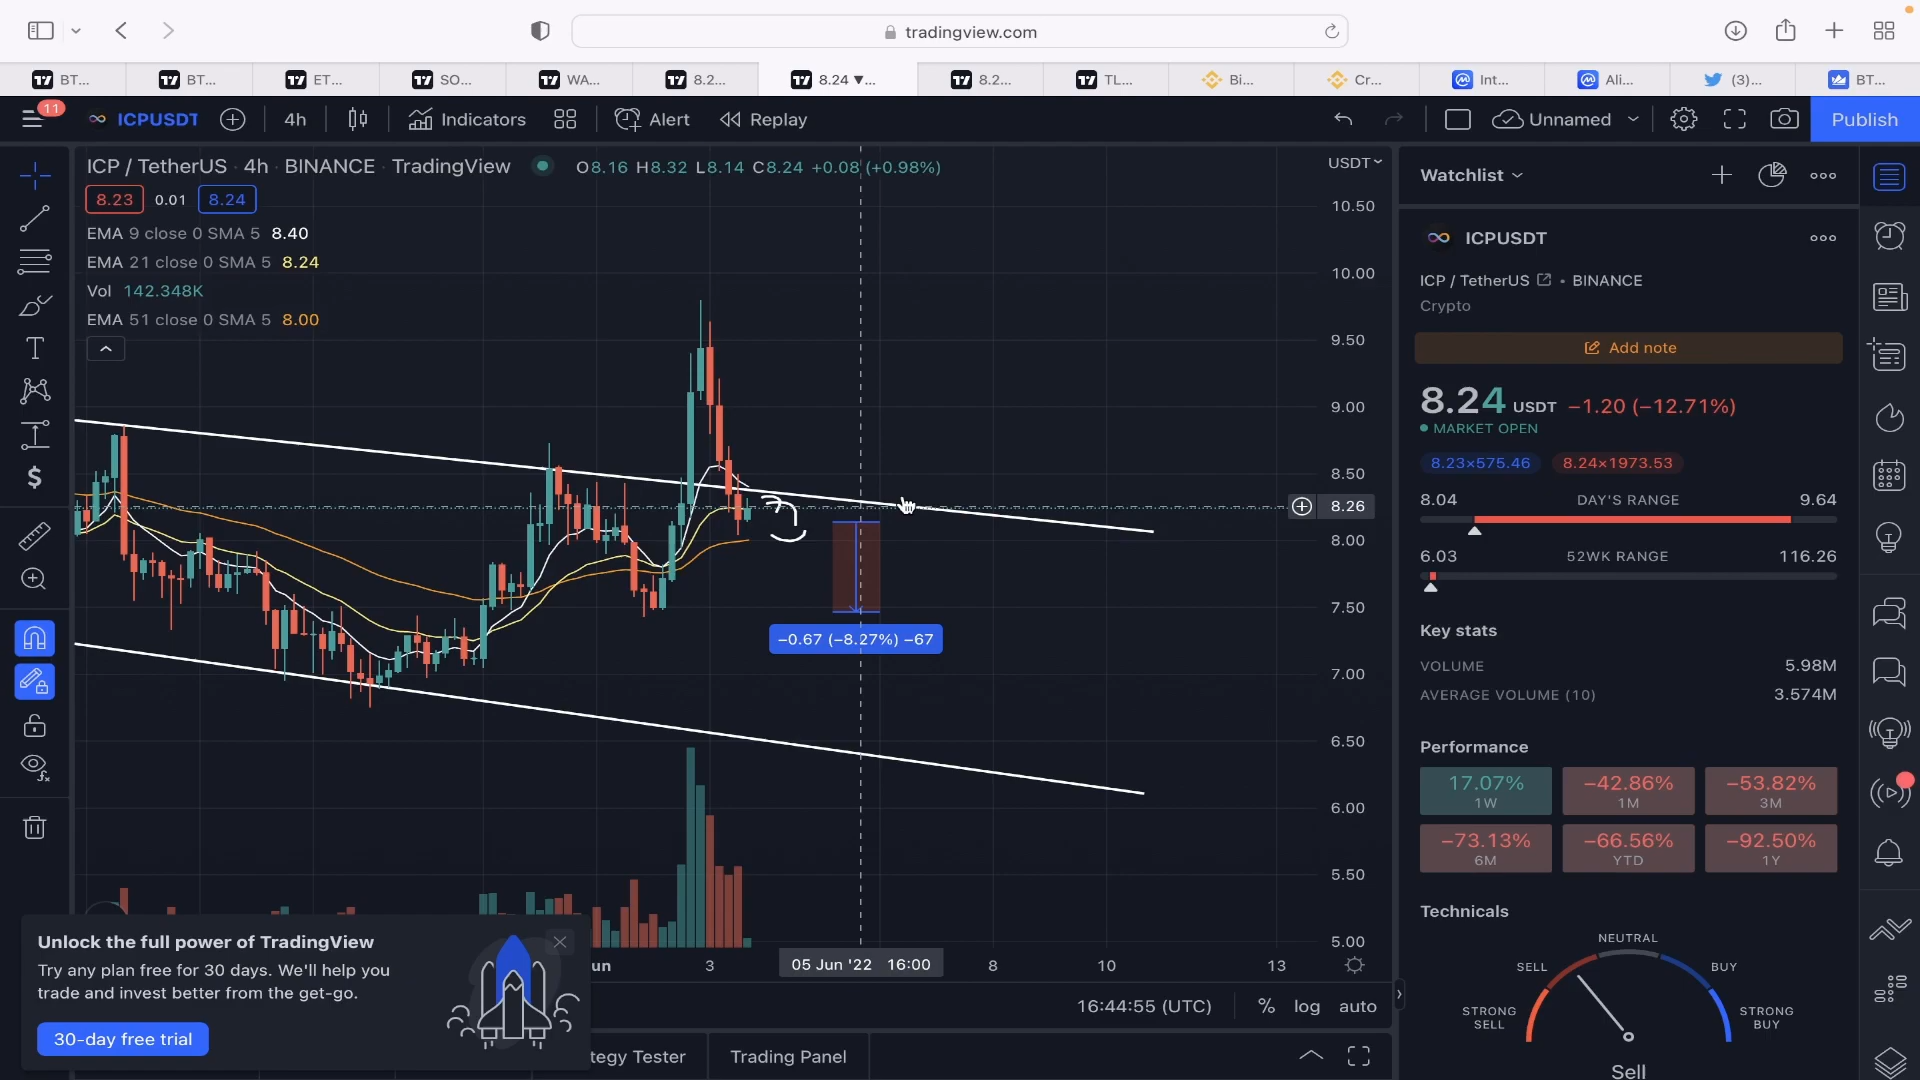 tradingview.com
BT...
BT...
ET...
SO...
WA...
8.2...
8.24 ▼...
8.2...
TL...
Bi...
Cr...
Int...
Ali...
(3)...
BT...
11
ICPUSDT
4h
Indicators
Alert
Replay
Unnamed
Publish
ICP / TetherUS · 4h · BINANCE · TradingView
O8.16 H8.32 L8.14 C8.24 +0.08 (+0.98%)
USDT
8.23 0.01 8.24
EMA 9 close 0 SMA 5 8.40
EMA 21 close 0 SMA 5 8.24
Vol 142.348K
EMA 51 close 0 SMA 5 8.00
10.50
10.00
9.50
9.00
8.50
8.26
8.00
7.50
7.00
6.50
6.00
5.50
5.00
−0.67 (−8.27%) −67
un
3
05 Jun '22 16:00
8
10
13
16:44:55 (UTC)
%
log
auto
tegy Tester
Trading Panel
Unlock the full power of TradingView
Try any plan free for 30 days. We'll help you
trade and invest better from the get-go.
30-day free trial
Watchlist
ICPUSDT
ICP / TetherUS • BINANCE
Crypto
Add note
8.24 USDT −1.20 (−12.71%)
MARKET OPEN
8.23×575.46 8.24×1973.53
8.04 DAY'S RANGE 9.64
6.03 52WK RANGE 116.26
Key stats
VOLUME 5.98M
AVERAGE VOLUME (10) 3.574M
Performance
17.07% −42.86% −53.82%
1W 1M 3M
−73.13% −66.56% −92.50%
6M YTD 1Y
Technicals
NEUTRAL
SELL BUY
STRONG SELL
STRONG BUY
Sell